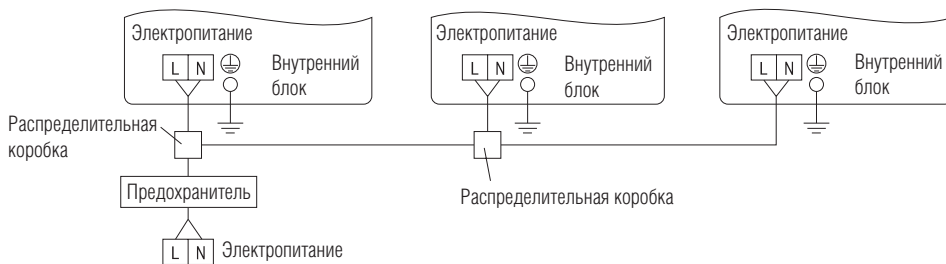 Электропитание
L N
Внутренний
блок
Электропитание
L N
Внутренний
блок
Электропитание
L N
Внутренний
блок
Распределительная
коробка
Распределительная коробка
Предохранитель
L N Электропитание